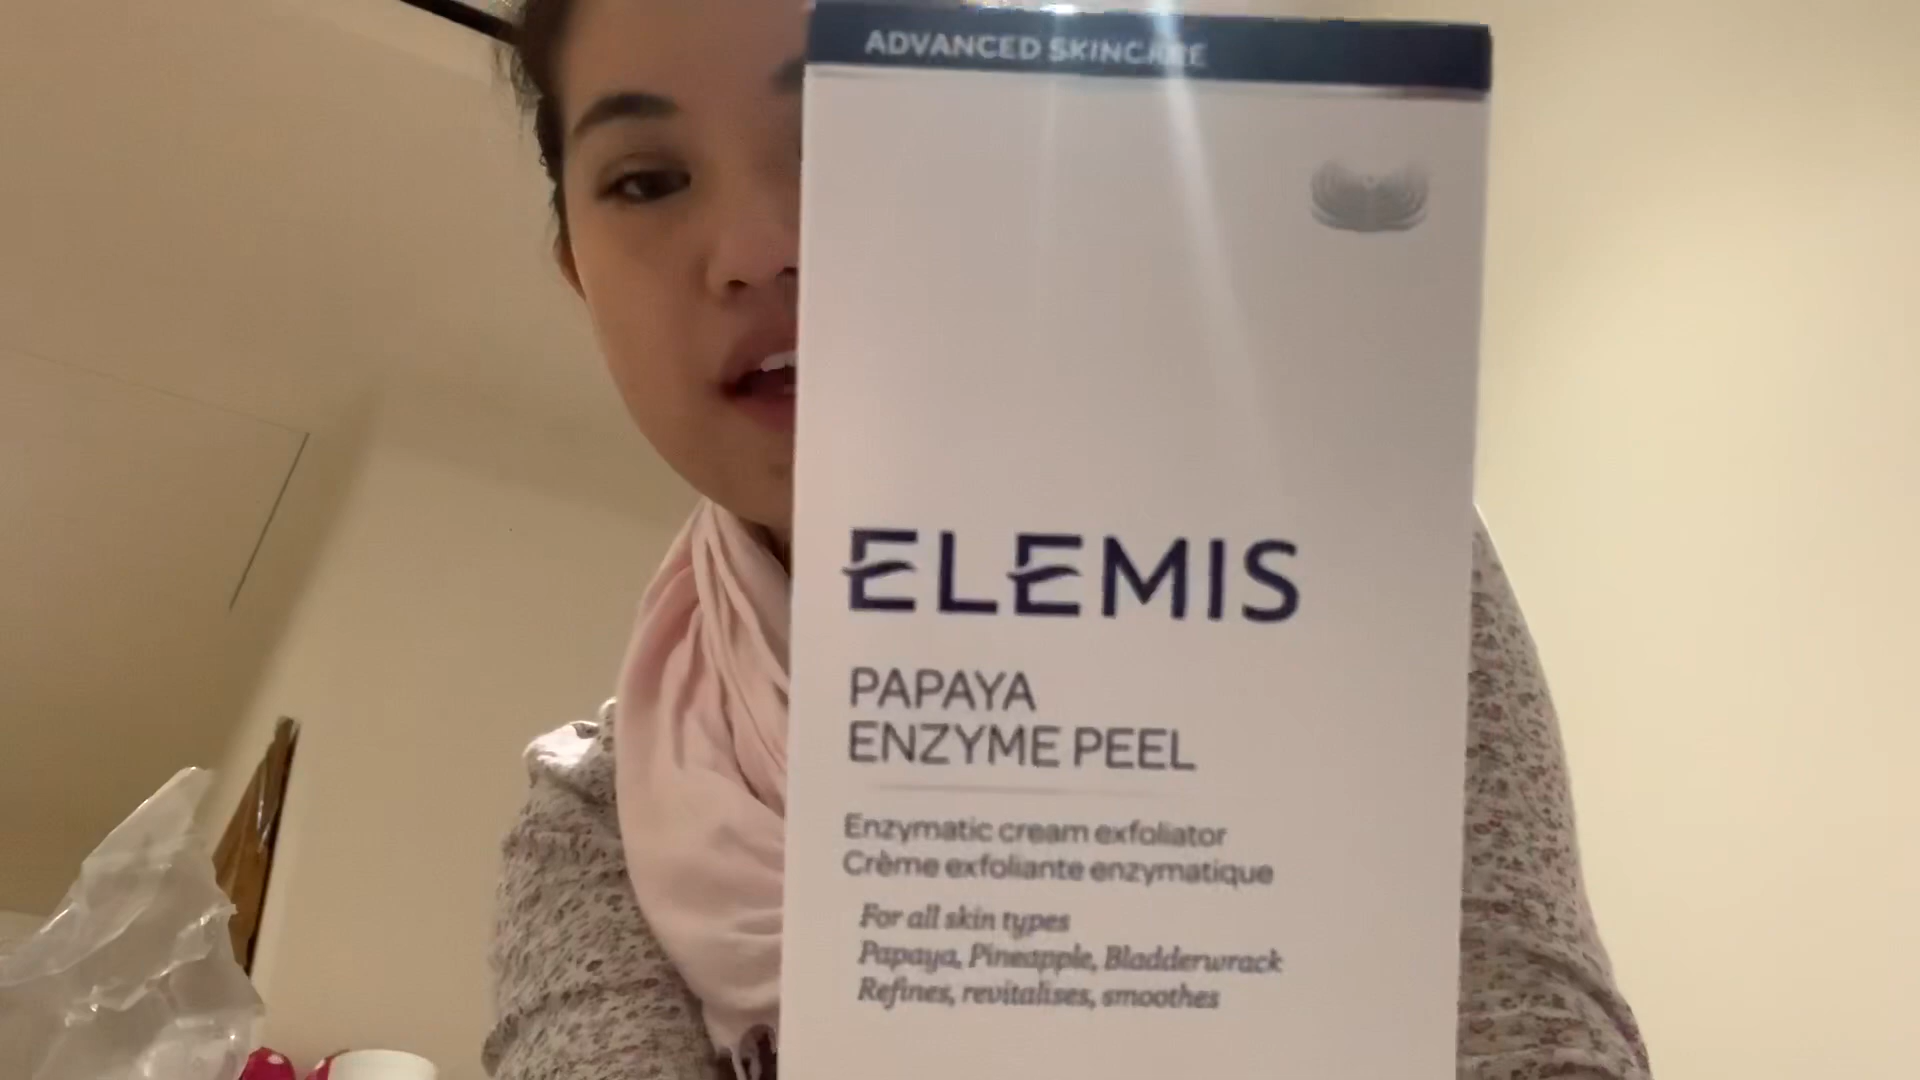 ADVANCED SKINCARE
ELEMIS
PAPAYA
ENZYME PEEL
Enzymatic cream exfoliator
Crème exfoliante enzymatique
For all skin types
Papaya, Pineapple, Bladderwrack
Refines, revitalises, smoothes